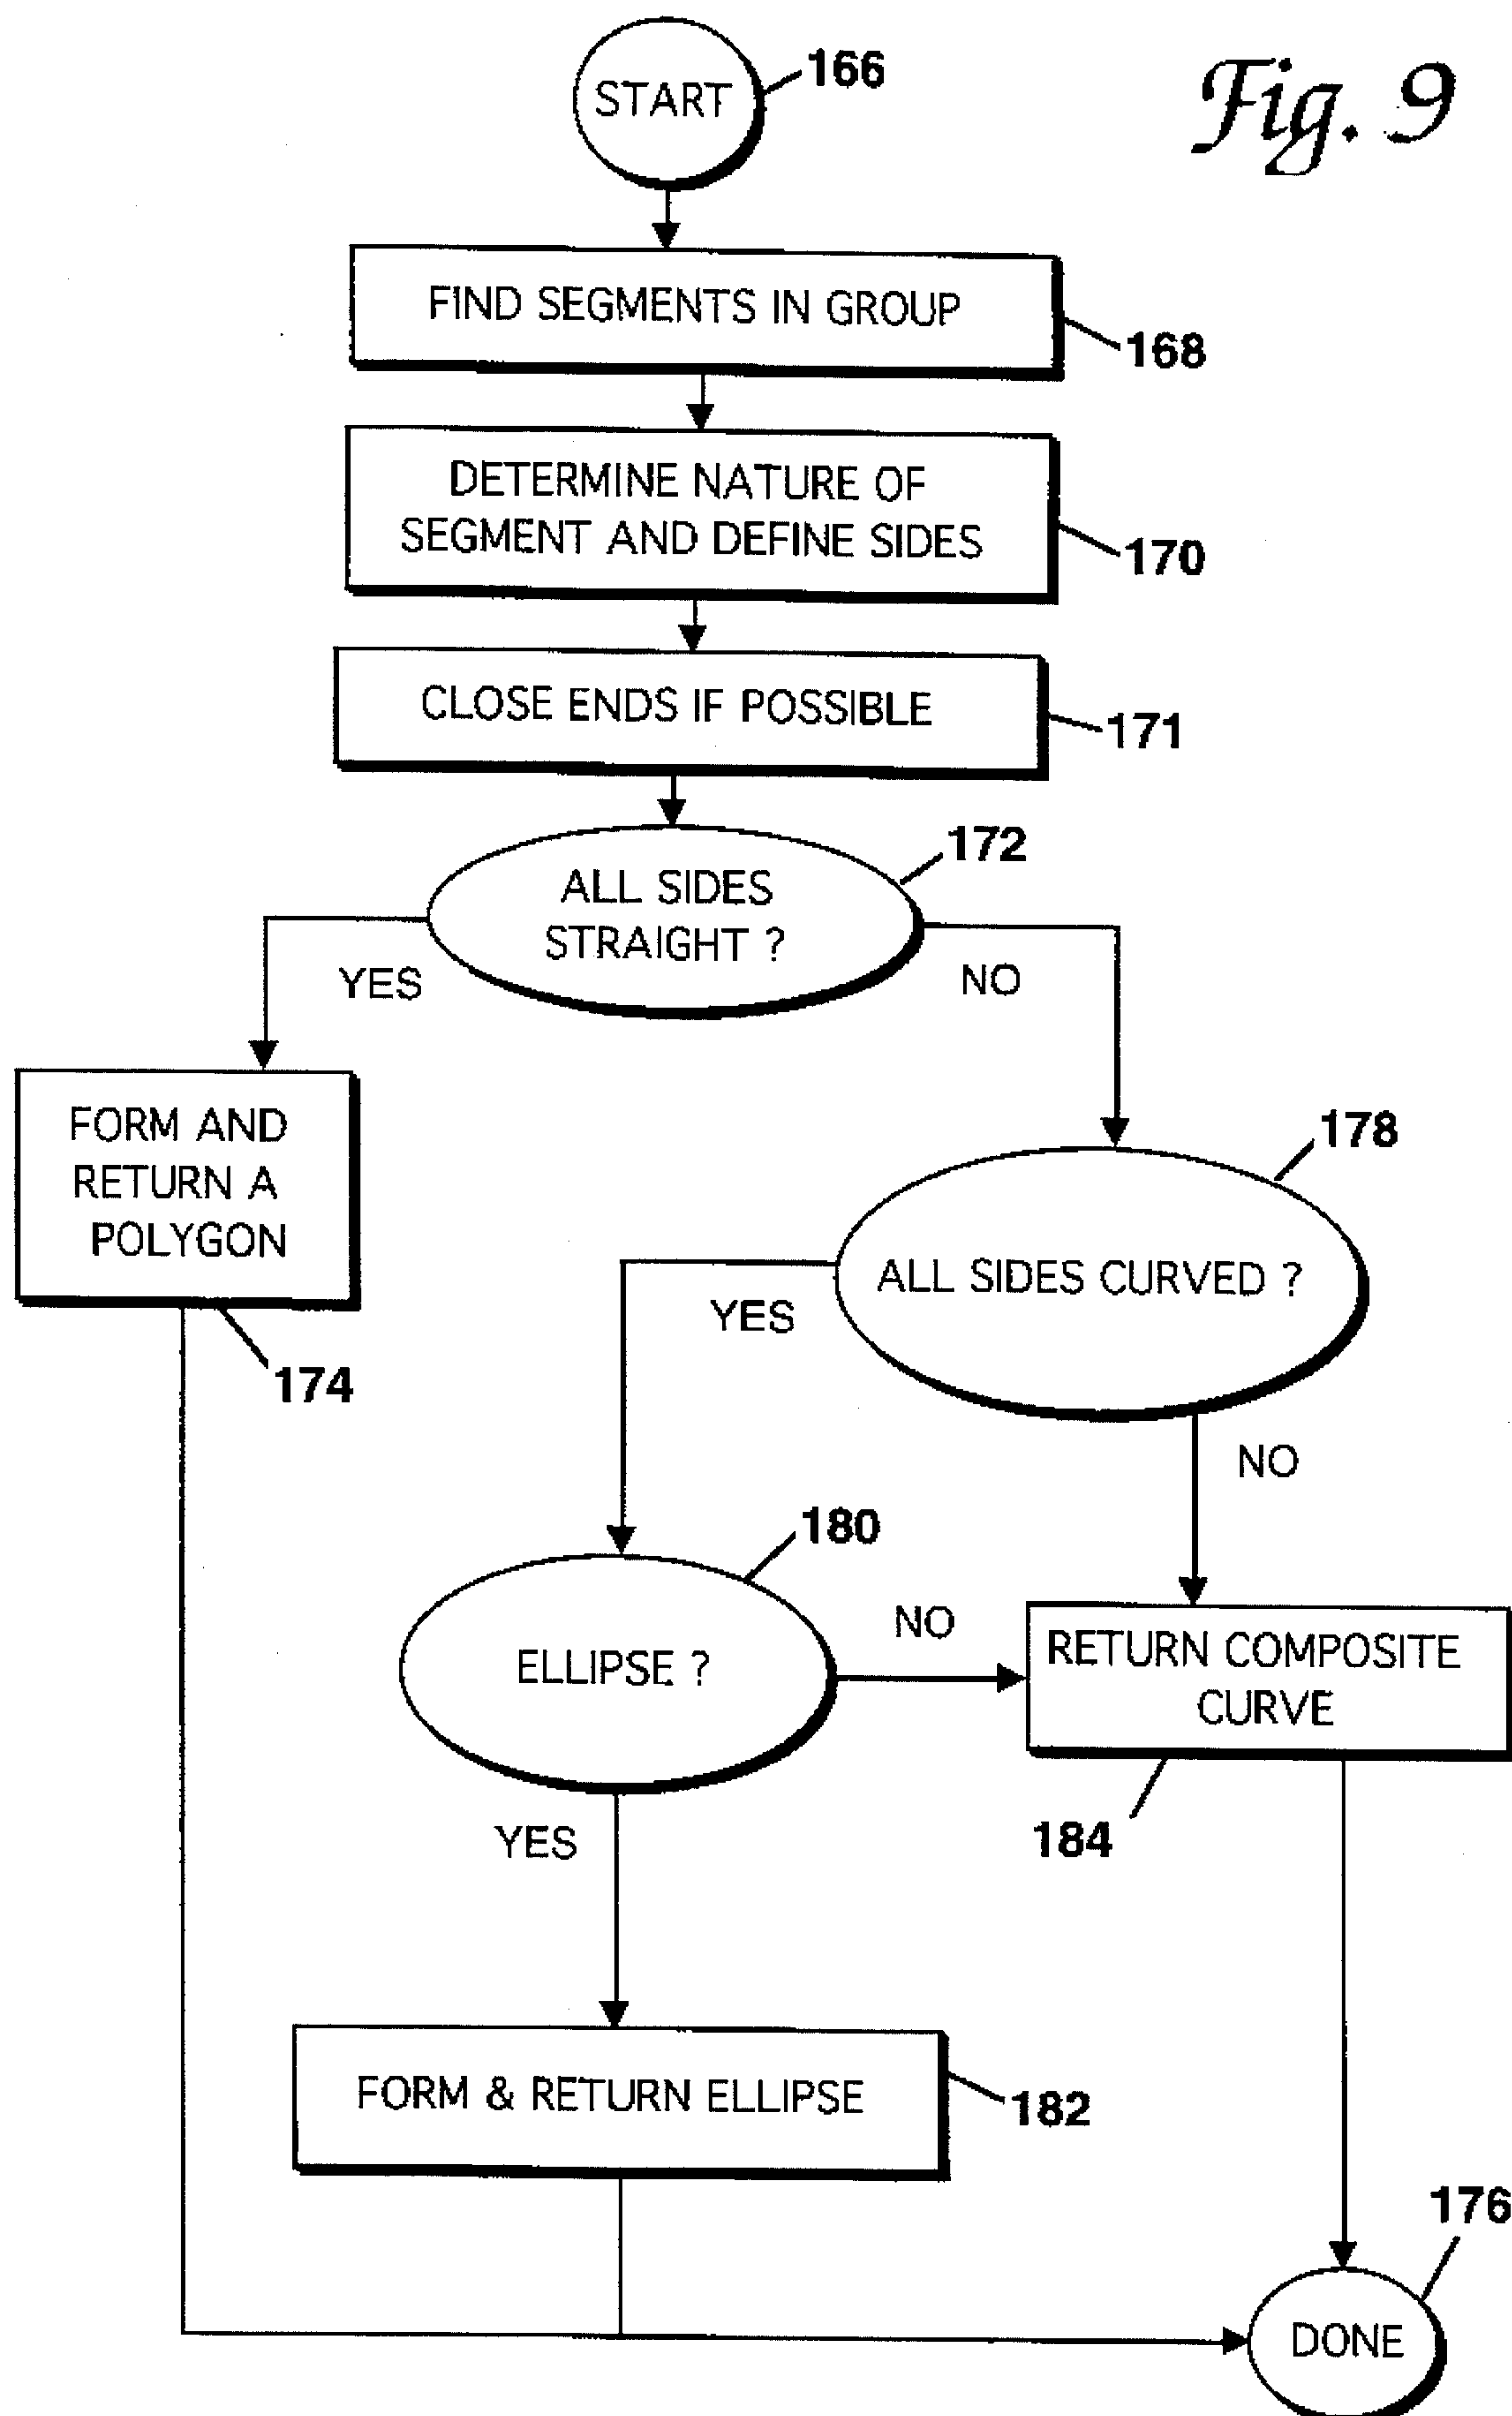 Fig. 9
START
166
FIND SEGMENTS IN GROUP
168
DETERMINE NATURE OF
SEGMENT AND DEFINE SIDES
170
CLOSE ENDS IF POSSIBLE
171
172
ALL SIDES
STRAIGHT ?
YES
NO
FORM AND
RETURN A
POLYGON
174
178
ALL SIDES CURVED ?
YES
NO
180
ELLIPSE ?
NO
RETURN COMPOSITE
CURVE
184
YES
FORM & RETURN ELLIPSE
182
176
DONE